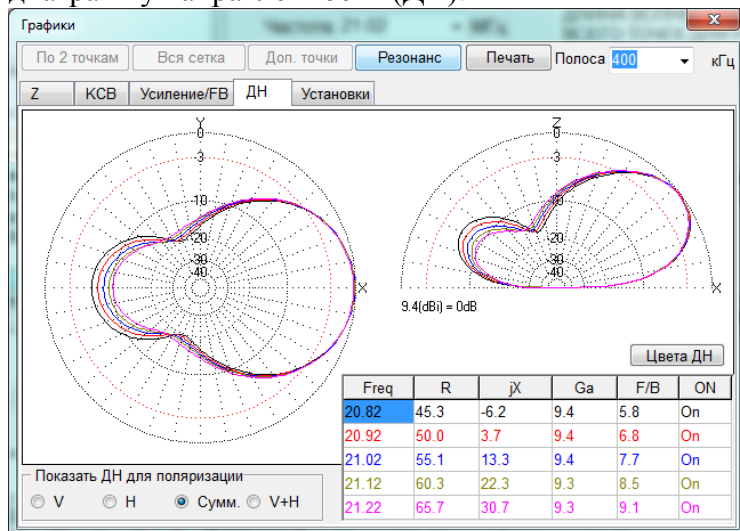 Графики
По 2 точкам Вся сетка Доп. точки Резонанс Печать Полоса 400 кГц
Z КСВ Усиление/FB ДН Установки
Y Z
0 0
-3 -3
-10 -10
-20 -20
-30 -30
-40 -40
X X
9.4(dBi) = 0dB
Цвета ДН
Freq R jX Ga F/B ON
20.82 45.3 -6.2 9.4 5.8 On
20.92 50.0 3.7 9.4 6.8 On
21.02 55.1 13.3 9.4 7.7 On
21.12 60.3 22.3 9.3 8.5 On
21.22 65.7 30.7 9.3 9.1 On
Показать ДН для поляризации
V H Сумм. V+H